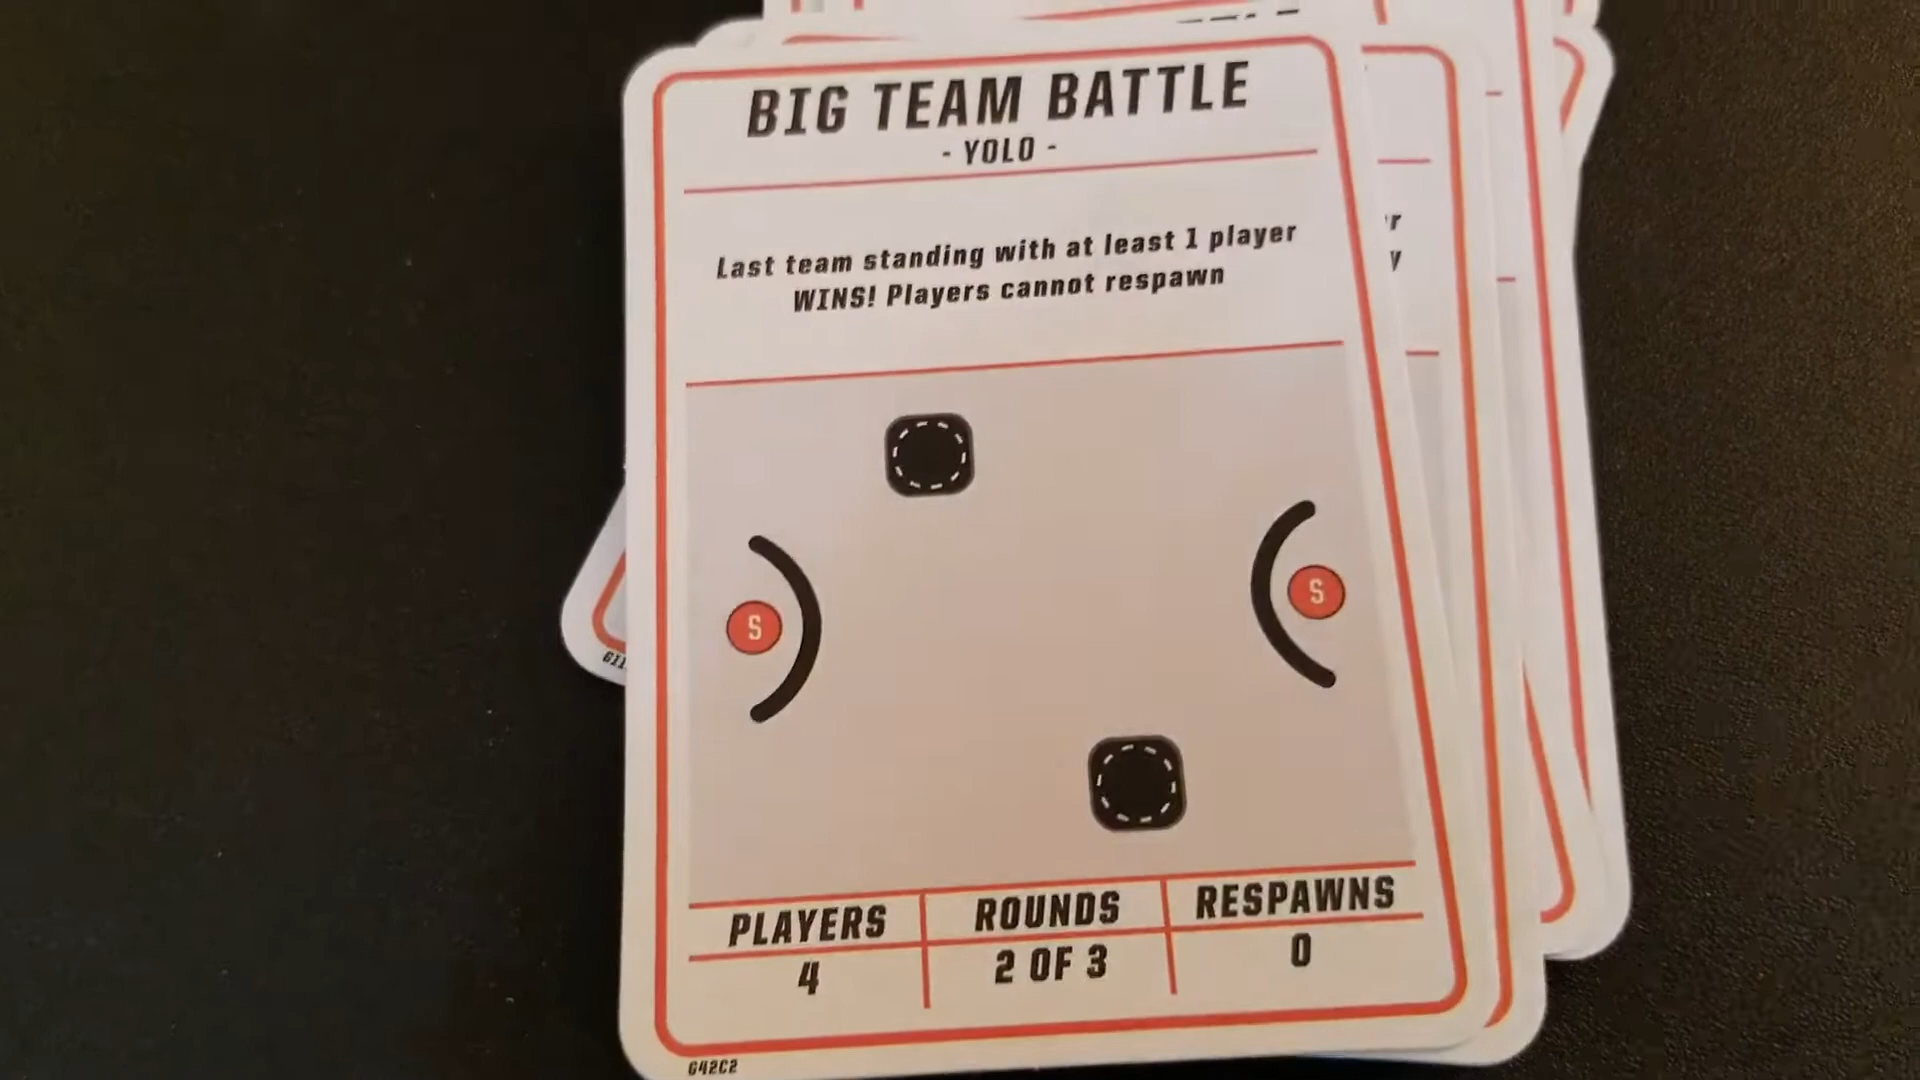 BIG TEAM BATTLE
- YOLO -
Last team standing with at least 1 player
WINS! Players cannot respawn
S
S
PLAYERS
ROUNDS
RESPAWNS
4
2 OF 3
0
G42C2